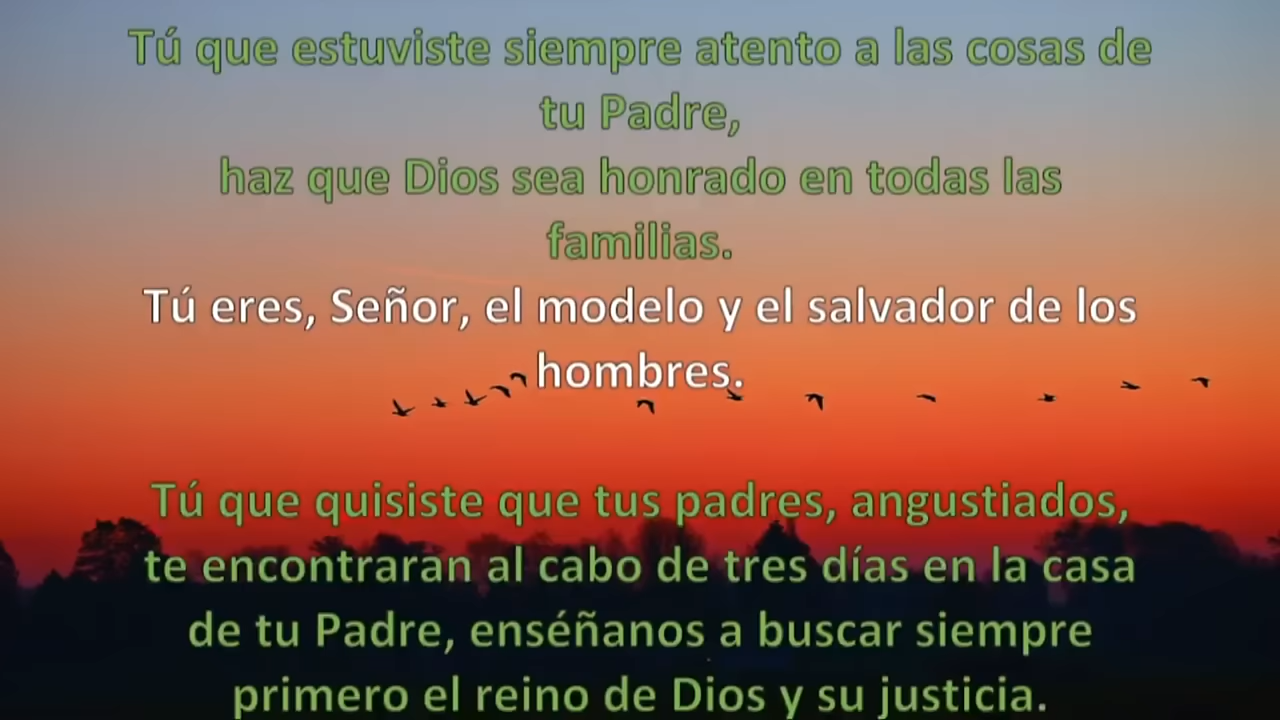 Tú que estuviste siempre atento a las cosas de
tu Padre,
haz que Dios sea honrado en todas las
familias.
Tú eres, Señor, el modelo y el salvador de los
hombres.
Tú que quisiste que tus padres, angustiados,
te encontraran al cabo de tres días en la casa
de tu Padre, enséñanos a buscar siempre
primero el reino de Dios y su justicia.